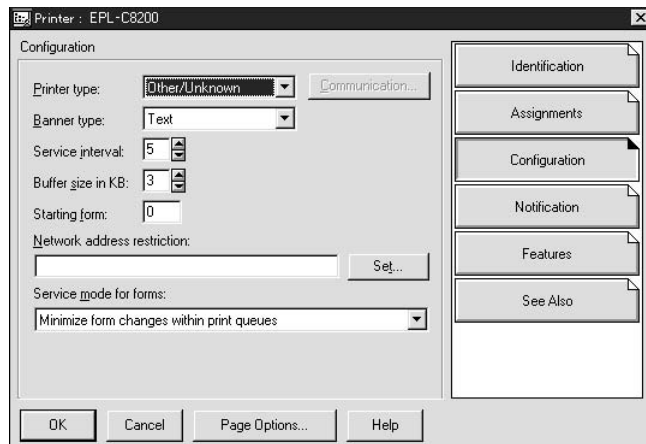 Printer : EPL-C8200
Configuration
Printer type: Other/Unknown Communication...
Banner type: Text
Service interval: 5
Buffer size in KB: 3
Starting form: 0
Network address restriction:
Set...
Service mode for forms:
Minimize form changes within print queues
OK Cancel Page Options... Help
Identification
Assignments
Configuration
Notification
Features
See Also